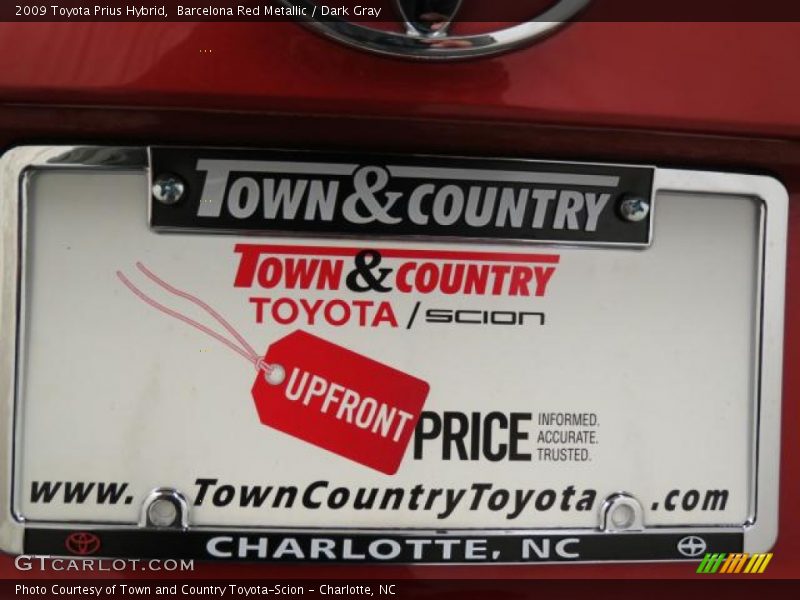 2009 Toyota Prius Hybrid,  Barcelona Red Metallic / Dark Gray
TOWN & COUNTRY
TOWN & COUNTRY
TOYOTA / SCION
UPFRONT
PRICE
INFORMED.
ACCURATE.
TRUSTED.
www.TownCountryToyota.com
CHARLOTTE, NC
GTCARLOT.COM
Photo Courtesy of Town and Country Toyota-Scion - Charlotte, NC